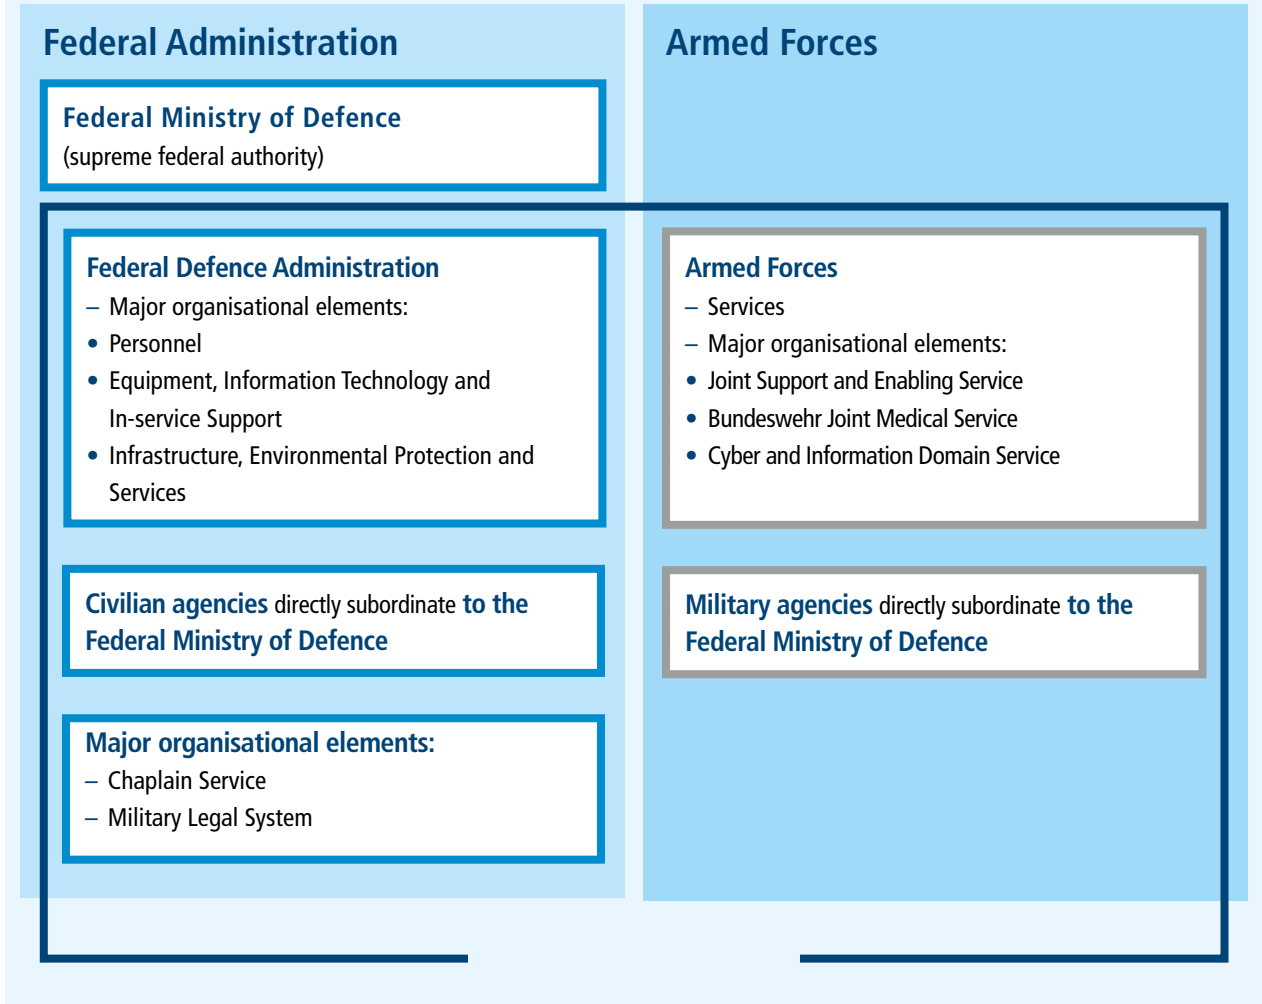 Federal Administration
Federal Ministry of Defence
(supreme federal authority)
Federal Defence Administration
– Major organisational elements:
• Personnel
• Equipment, Information Technology and
In-service Support
• Infrastructure, Environmental Protection and
Services
Civilian agencies directly subordinate to the
Federal Ministry of Defence
Major organisational elements:
– Chaplain Service
– Military Legal System
Armed Forces
Armed Forces
– Services
– Major organisational elements:
• Joint Support and Enabling Service
• Bundeswehr Joint Medical Service
• Cyber and Information Domain Service
Military agencies directly subordinate to the
Federal Ministry of Defence